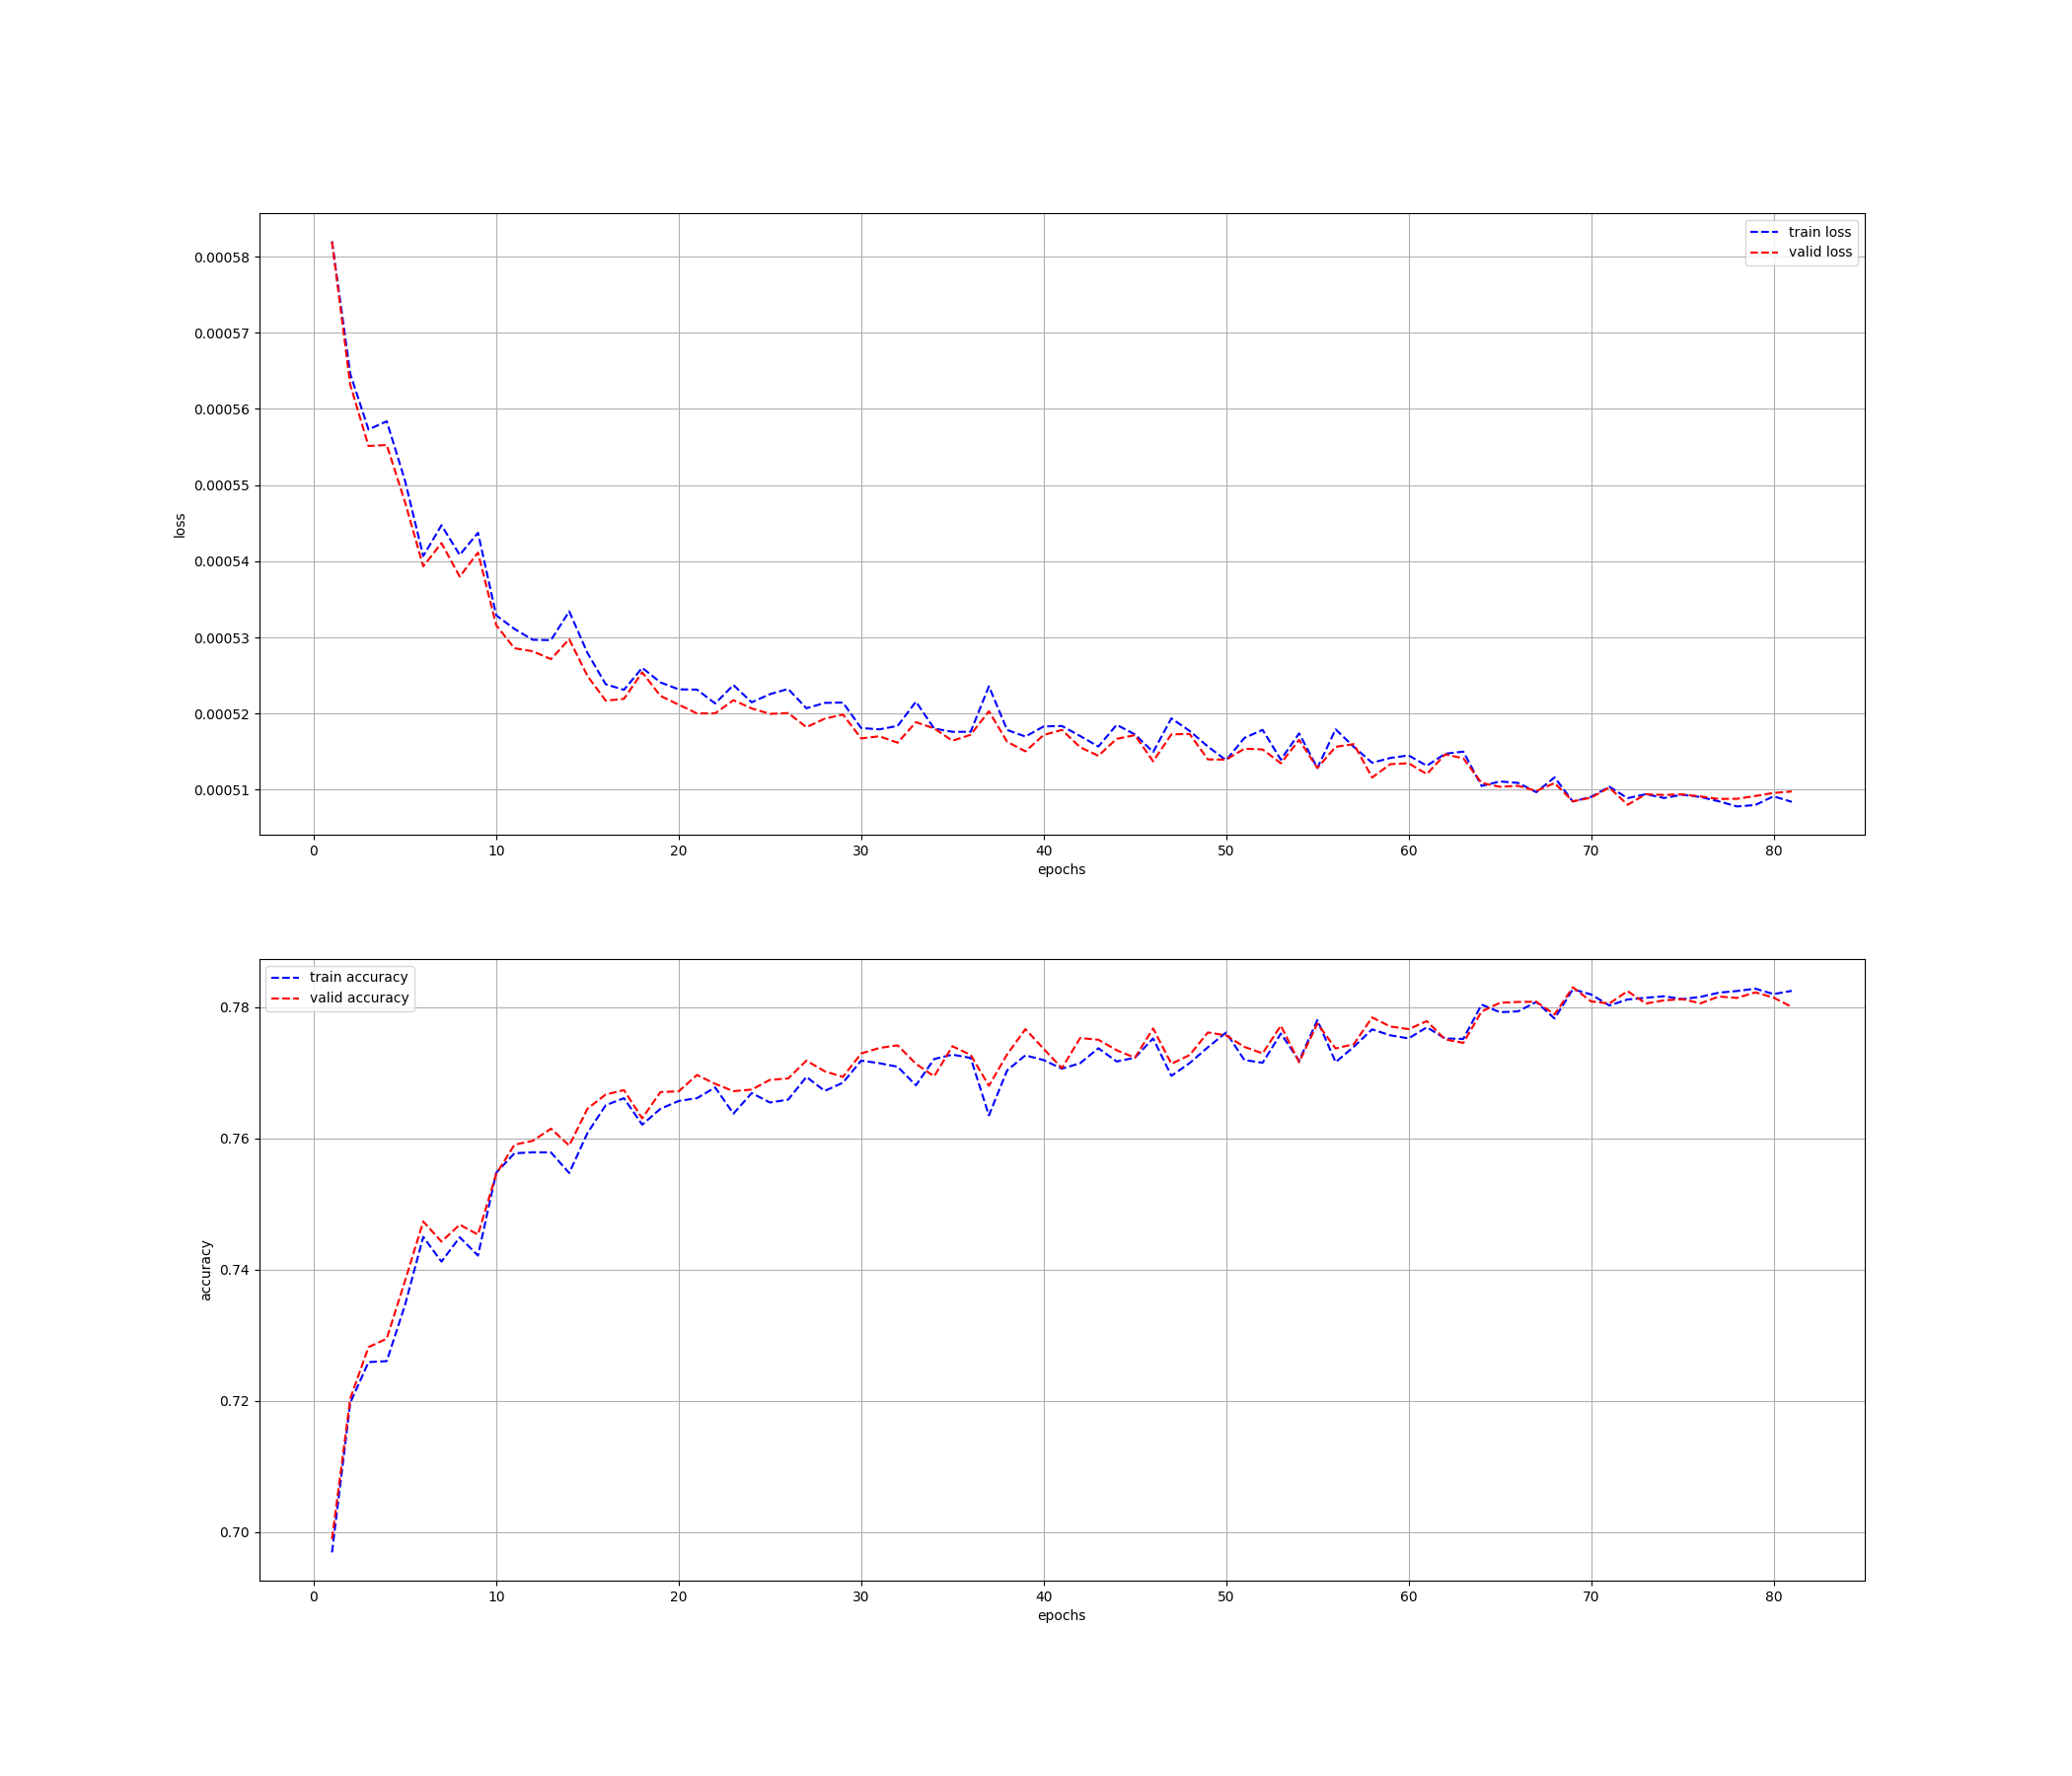 train loss
valid loss
0.00058
0.00057
0.00056
0.00055
0.00054
0.00053
0.00052
0.00051
loss
0 10 20 30 40 50 60 70 80
epochs
train accuracy
valid accuracy
0.78
0.76
0.74
0.72
0.70
accuracy
0 10 20 30 40 50 60 70 80
epochs